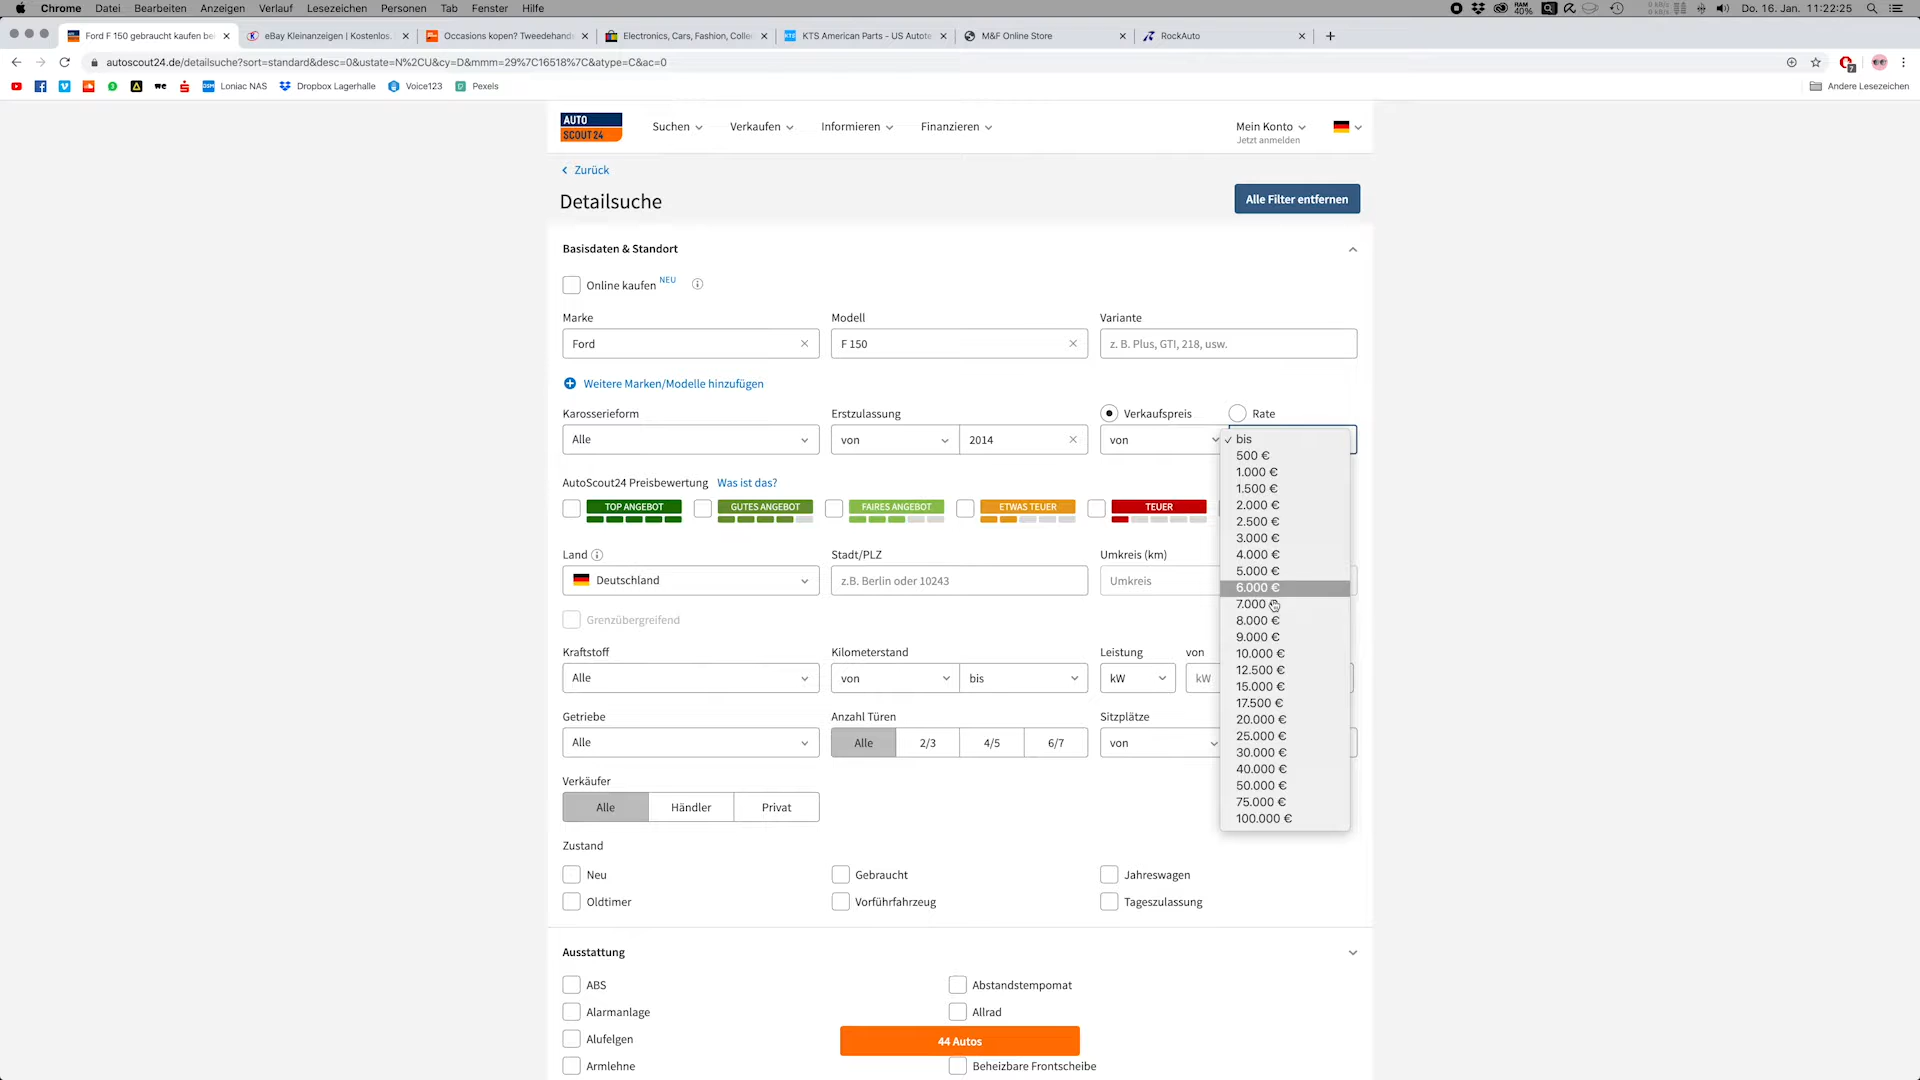 Chrome Datei Bearbeiten Anzeigen Verlauf Lesezeichen Personen Tab Fenster Hilfe RAM 40% 0 kB/s 0 kB/s Do. 16. Jan. 11:22:25
Ford F 150 gebraucht kaufen be eBay Kleinanzeigen | Kostenlos. Occasions kopen? Tweedehands Electronics, Cars, Fashion, Colle KTS American Parts - US Autote M&F Online Store RockAuto
autoscout24.de/detailsuche?sort=standard&desc=0&ustate=N%2CU&cy=D&mmm=29%7C16518%7C&atype=C&ac=0 7
we DSM Loniac NAS Dropbox Lagerhalle Voice123 Pexels Andere Lesezeichen
AUTO SCOUT24 Suchen Verkaufen Informieren Finanzieren Mein Konto
Jetzt anmelden
Zurück
Detailsuche Alle Filter entfernen
Basisdaten & Standort
Online kaufen NEU
Marke Modell Variante
Ford F 150 z. B. Plus, GTI, 218, usw.
Weitere Marken/Modelle hinzufügen
Karosserieform Erstzulassung Verkaufspreis Rate
Alle von 2014 von
bis
500 €
1.000 €
1.500 €
2.000 €
2.500 €
3.000 €
4.000 €
5.000 €
6.000 €
7.000
8.000 €
9.000 €
10.000 €
12.500 €
15.000 €
17.500 €
20.000 €
25.000 €
30.000 €
40.000 €
50.000 €
75.000 €
100.000 €
AutoScout24 Preisbewertung Was ist das?
TOP ANGEBOT GUTES ANGEBOT FAIRES ANGEBOT ETWAS TEUER TEUER
Land Stadt/PLZ Umkreis (km)
Deutschland z.B. Berlin oder 10243 Umkreis
Grenzübergreifend
Kraftstoff Kilometerstand Leistung von
Alle von bis kW kW
Getriebe Anzahl Türen Sitzplätze
Alle Alle 2/3 4/5 6/7 von
Verkäufer
Alle Händler Privat
Zustand
Neu Gebraucht Jahreswagen
Oldtimer Vorführfahrzeug Tageszulassung
Ausstattung
ABS Abstandstempomat
Alarmanlage Allrad
Alufelgen 44 Autos
Armlehne Beheizbare Frontscheibe